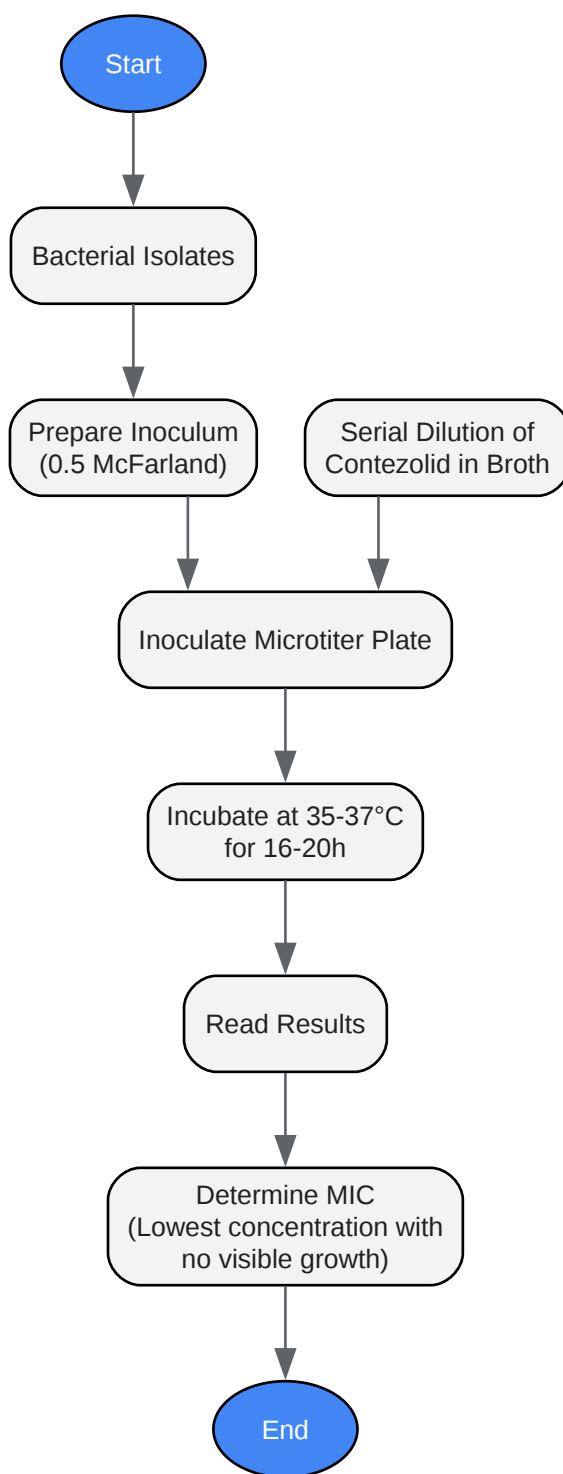 Start
Bacterial Isolates
Prepare Inoculum
(0.5 McFarland)
Serial Dilution of
Contezolid in Broth
Inoculate Microtiter Plate
Incubate at 35-37°C
for 16-20h
Read Results
Determine MIC
(Lowest concentration with
no visible growth)
End